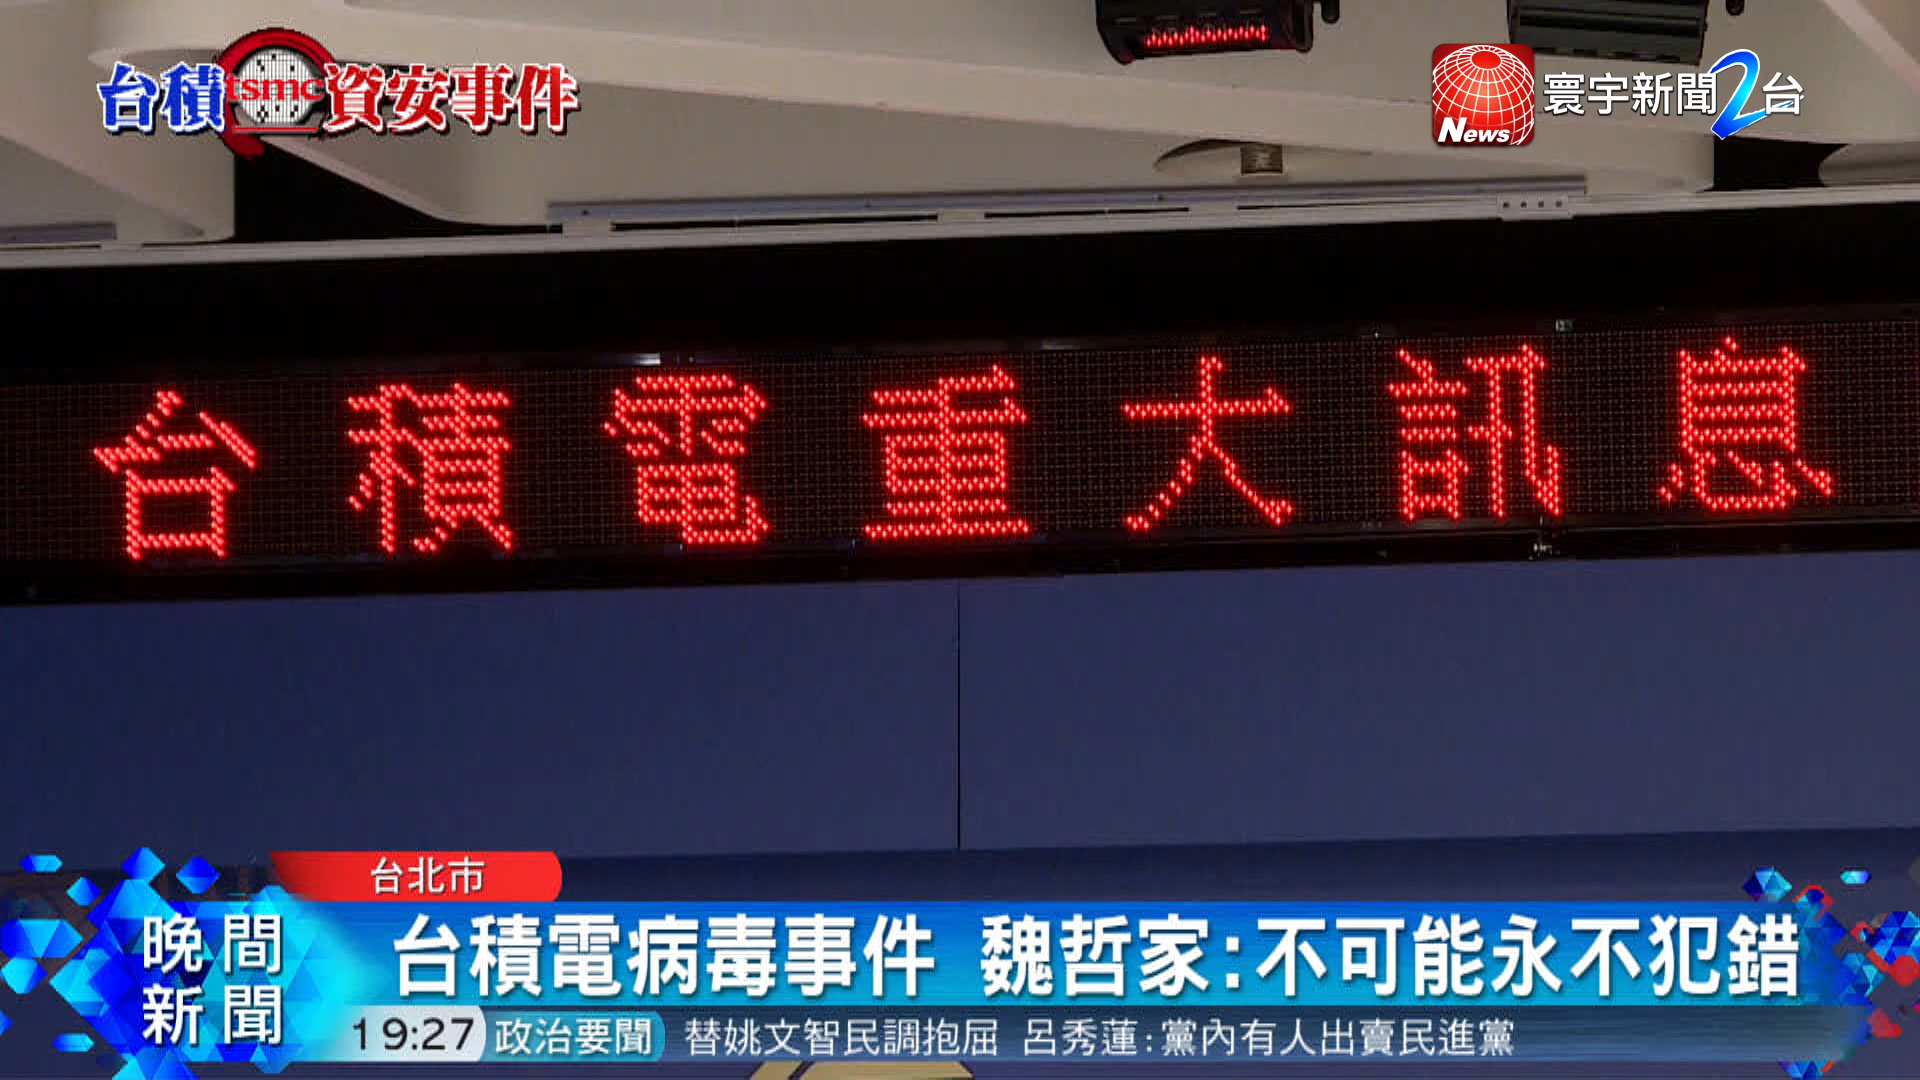 台積tsmc資安事件
News
寰宇新聞2台
台積電重大訊息
台北市
晚間新聞
台積電病毒事件 魏哲家:不可能永不犯錯
19:27 政治要聞 替姚文智民調抱屈 呂秀蓮:黨內有人出賣民進黨